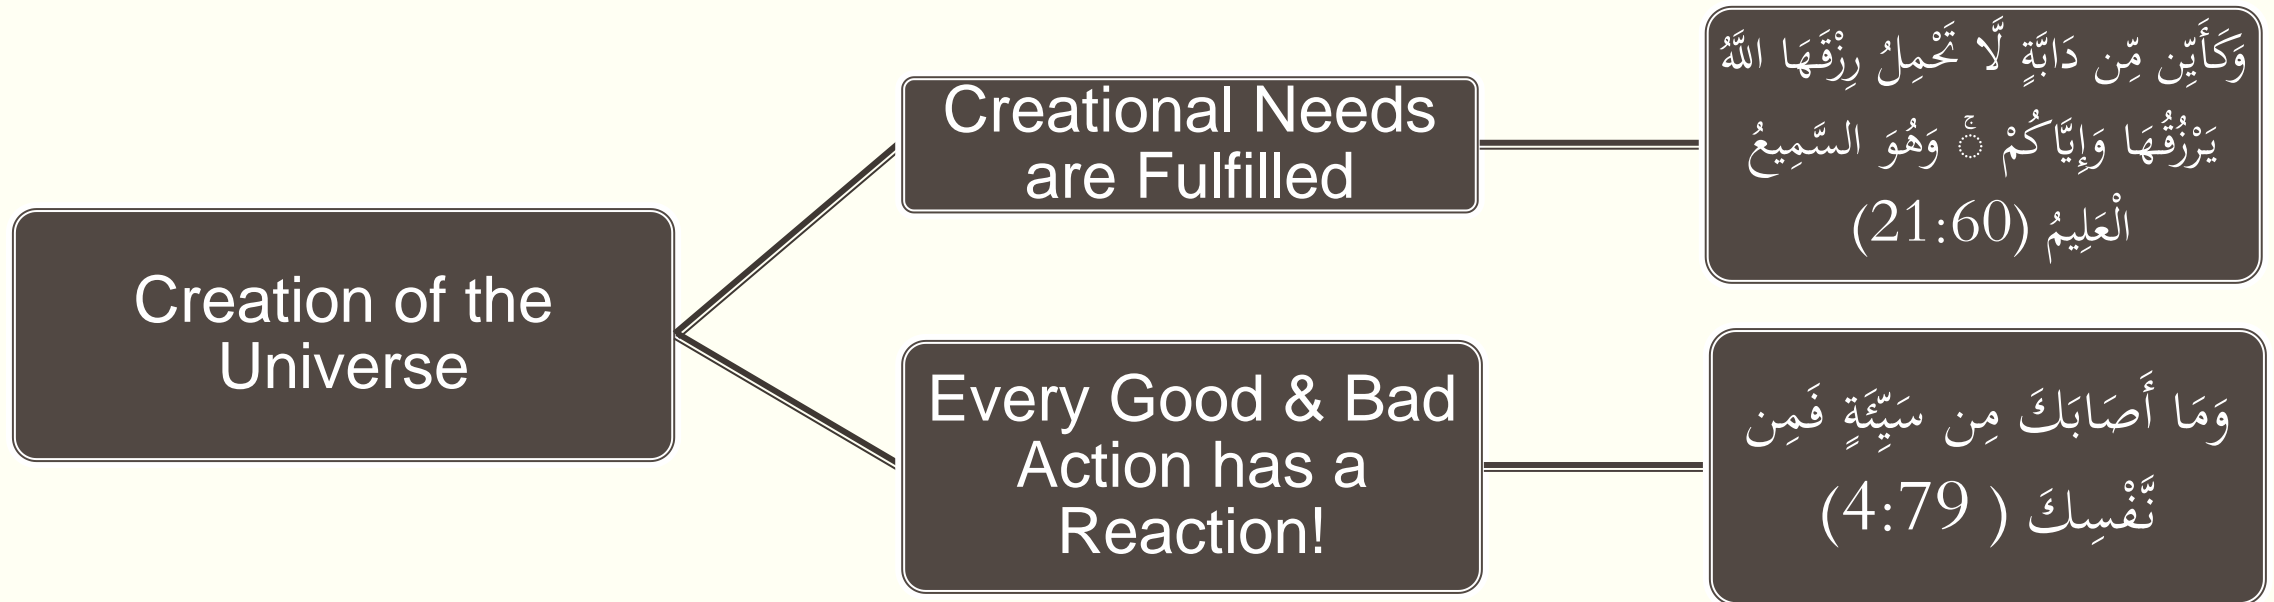 Creation of the
Universe
Creational Needs
are Fulfilled
وَكَأَيِّن مِّن دَابَّةٍ لَّا تَحْمِلُ رِزْقَهَا اللَّهُ
يَرْزُقُهَا وَإِيَّاكُمْ ۚ وَهُوَ السَّمِيعُ
الْعَلِيمُ (21:60)
Every Good & Bad
Action has a
Reaction!
وَمَا أَصَابَكَ مِن سَيِّئَةٍ فَمِن
نَّفْسِكَ ( 4:79)